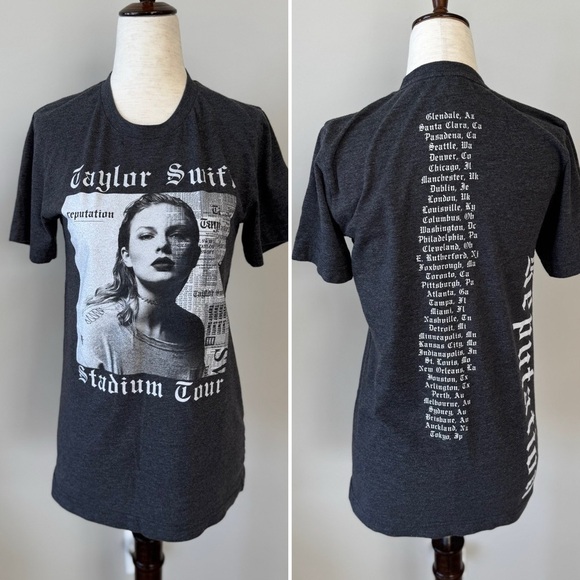 Taylor Swift
reputation
Taylor Swift
Stadium Tour
Glendale, Az
Santa Clara, Ca
Pasadena, Ca
Seattle, Wa
Denver, Co
Chicago, Il
Manchester, Uk
Dublin, Ie
London, Uk
Louisville, Ky
Columbus, Oh
Washington, Dc
Philadelphia, Pa
Cleveland, Oh
E. Rutherford, NJ
Foxborough, Ma
Toronto, Ca
Pittsburgh, Pa
Atlanta, Ga
Tampa, Fl
Miami, Fl
Nashville, Tn
Detroit, Mi
Minneapolis, Mn
Kansas City, Mo
Indianapolis, In
St. Louis, Mo
New Orleans, La
Houston, Tx
Arlington, Tx
Perth, Au
Melbourne, Au
Sydney, Au
Brisbane, Au
Auckland, Nz
Tokyo, Jp
reputation